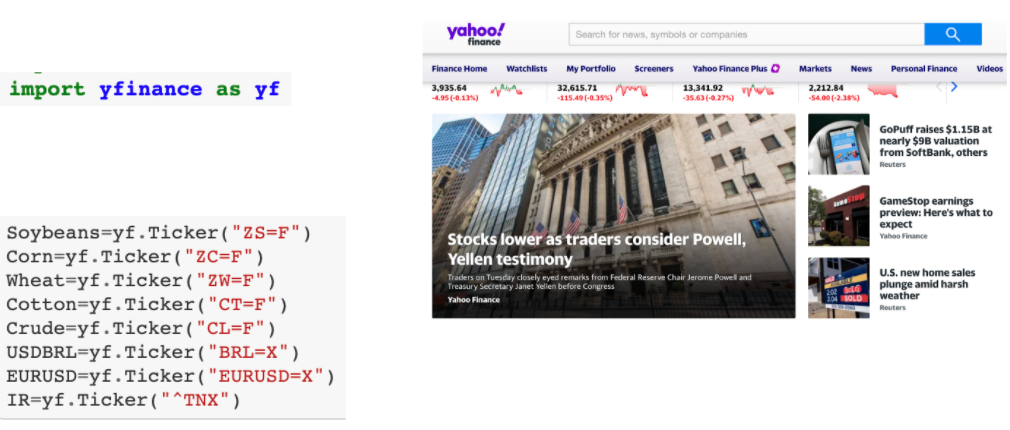 import yfinance as yf
Soybeans=yf.Ticker("ZS=F")
Corn=yf.Ticker("ZC=F")
Wheat=yf.Ticker("ZW=F")
Cotton=yf.Ticker("CT=F")
Crude=yf.Ticker("CL=F")
USDBRL=yf.Ticker("BRL=X")
EURUSD=yf.Ticker("EURUSD=X")
IR=yf.Ticker("^TNX")
yahoo!
finance
Search for news, symbols or companies
Finance Home Watchlists My Portfolio Screeners Yahoo Finance Plus Markets News Personal Finance Videos
3,935.64 32,615.71 13,341.92 2,212.84
-4.95 (-0.13%) -115.49 (-0.35%) -35.63 (-0.27%) -54.00 (-2.38%)
Stocks lower as traders consider Powell,
Yellen testimony
Traders on Tuesday closely eyed remarks from Federal Reserve Chair Jerome Powell and
Treasury Secretary Janet Yellen before Congress
Yahoo Finance
GoPuff raises $1.15B at
nearly $9B valuation
from SoftBank, others
Reuters
GameStop
GameStop earnings
preview: Here's what to
expect
Yahoo Finance
SOLD
U.S. new home sales
plunge amid harsh
weather
Reuters